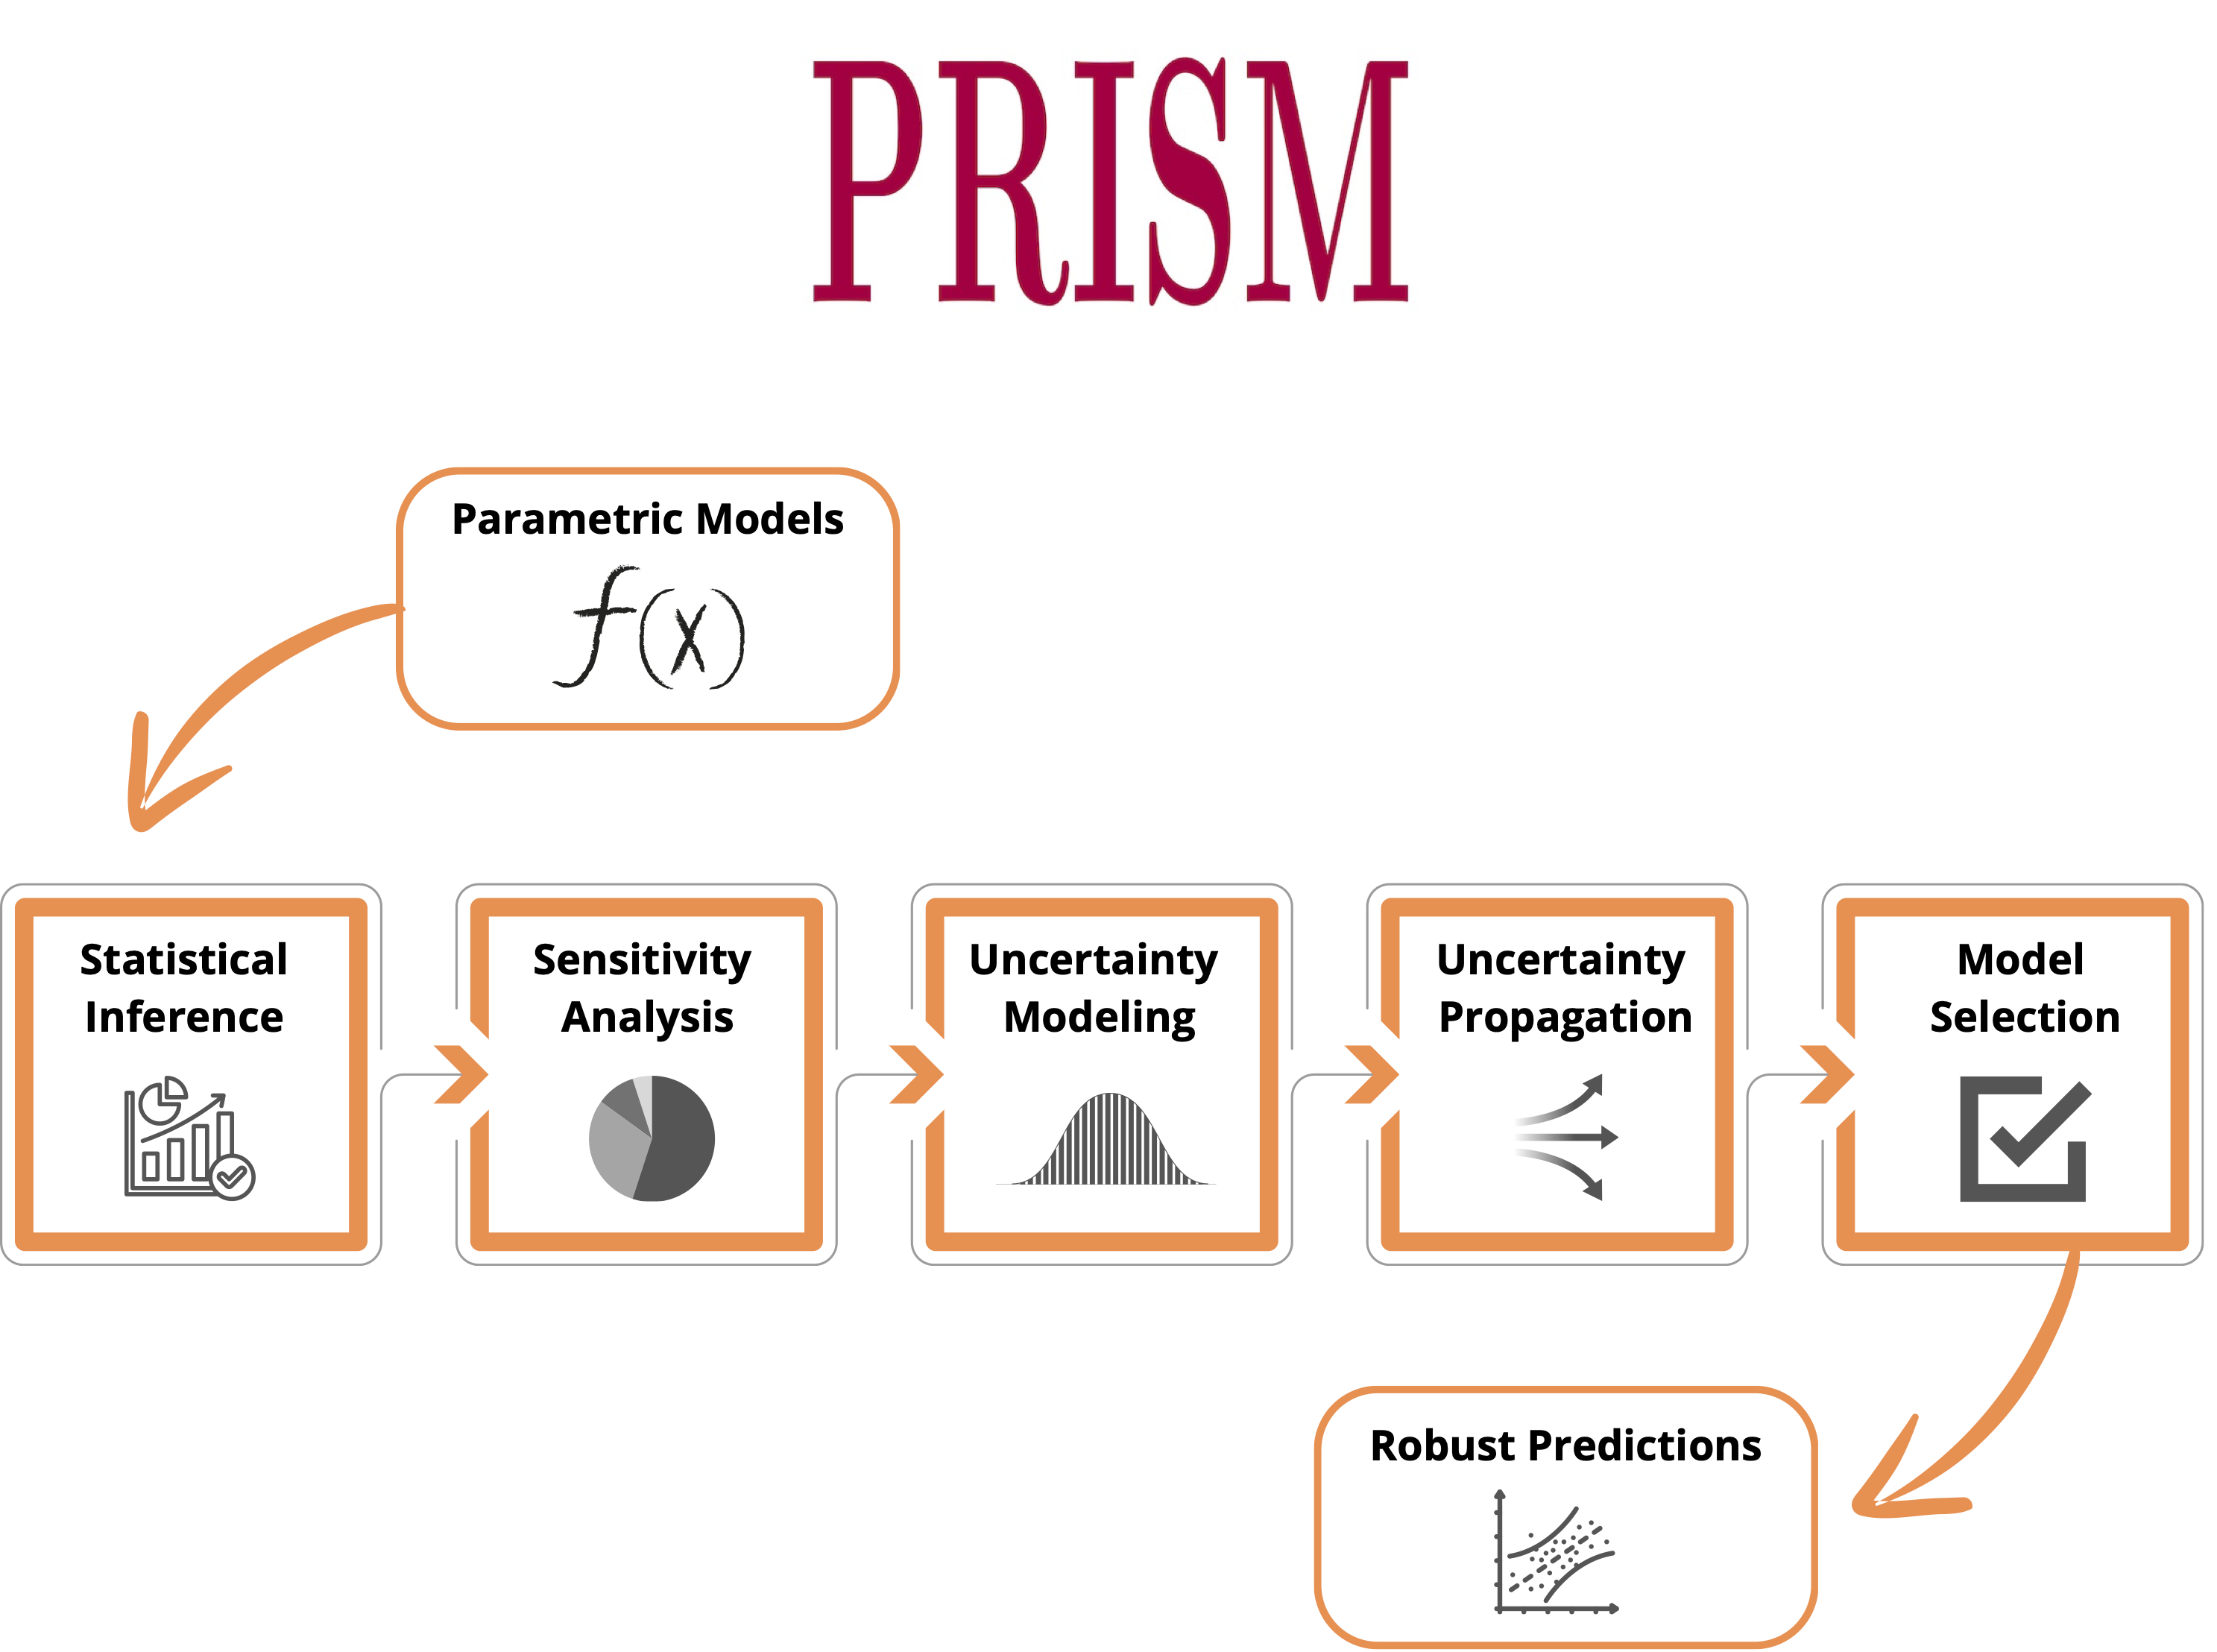 PRISM
Parametric Models
f(x)
Statistical
Inference
Sensitivity
Analysis
Uncertainty
Modeling
Uncertainty
Propagation
Model
Selection
Robust Predictions